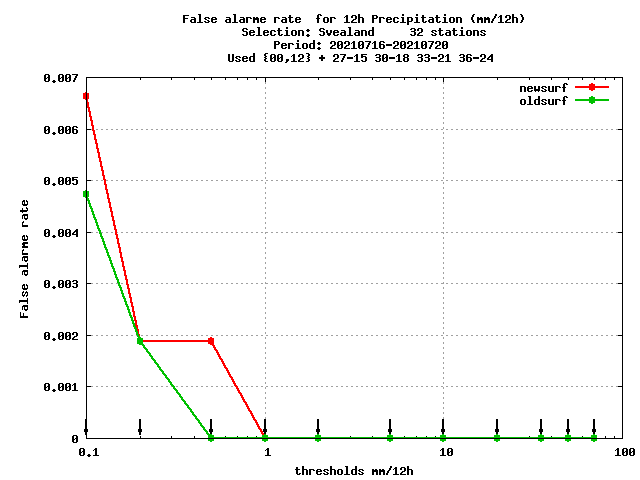 False alarme rate  for 12h Precipitation (mm/12h)
Selection: Svealand     32 stations
Period: 20210716-20210720
Used {00,12} + 27-15 30-18 33-21 36-24
newsurf
oldsurf
0.007
0.006
0.005
0.004
0.003
0.002
0.001
0
False alarme rate
0.1 1 10 100
thresholds mm/12h